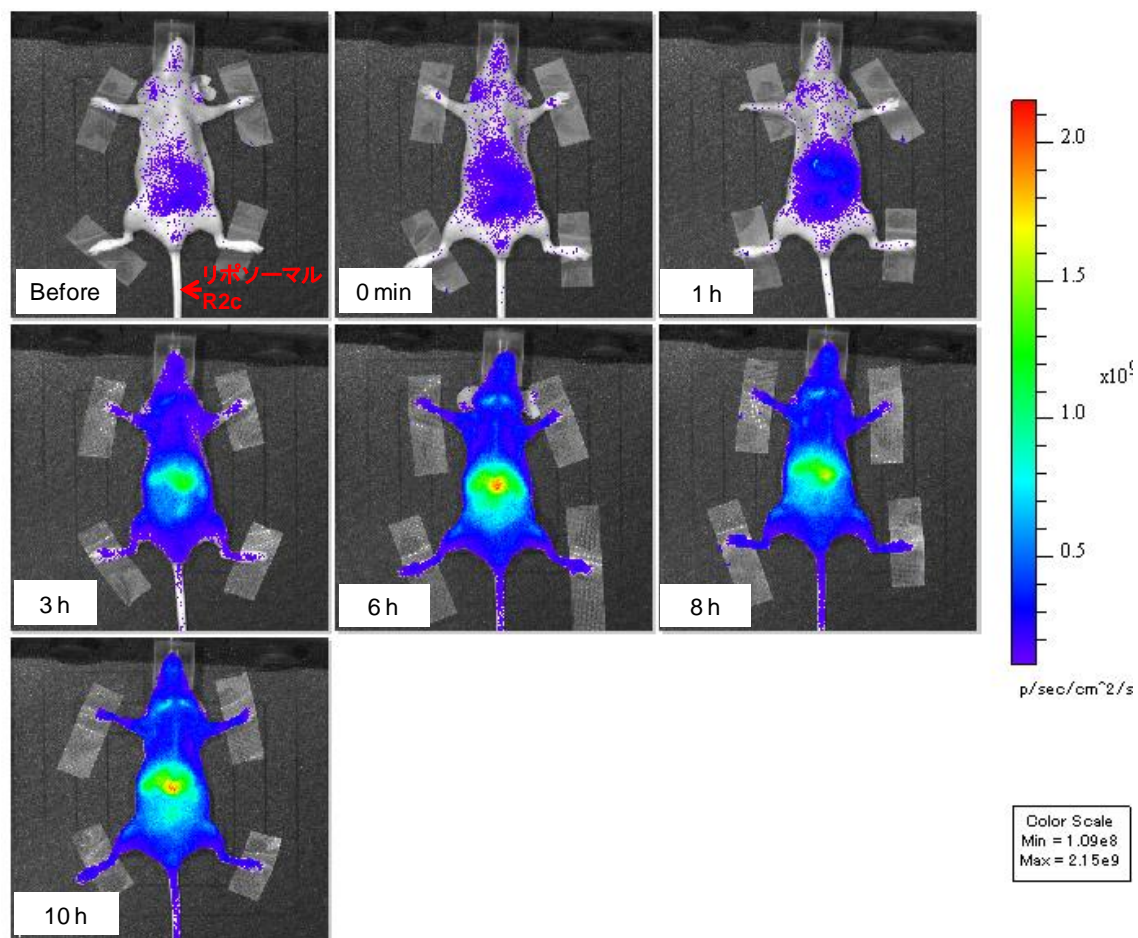 Before
リポソーマル
R2c
0 min
1 h
3 h
6 h
8 h
10 h
2.0
1.5
x10
1.0
0.5
p/sec/cm^2/s
Color Scale
Min = 1.09e8
Max = 2.15e9